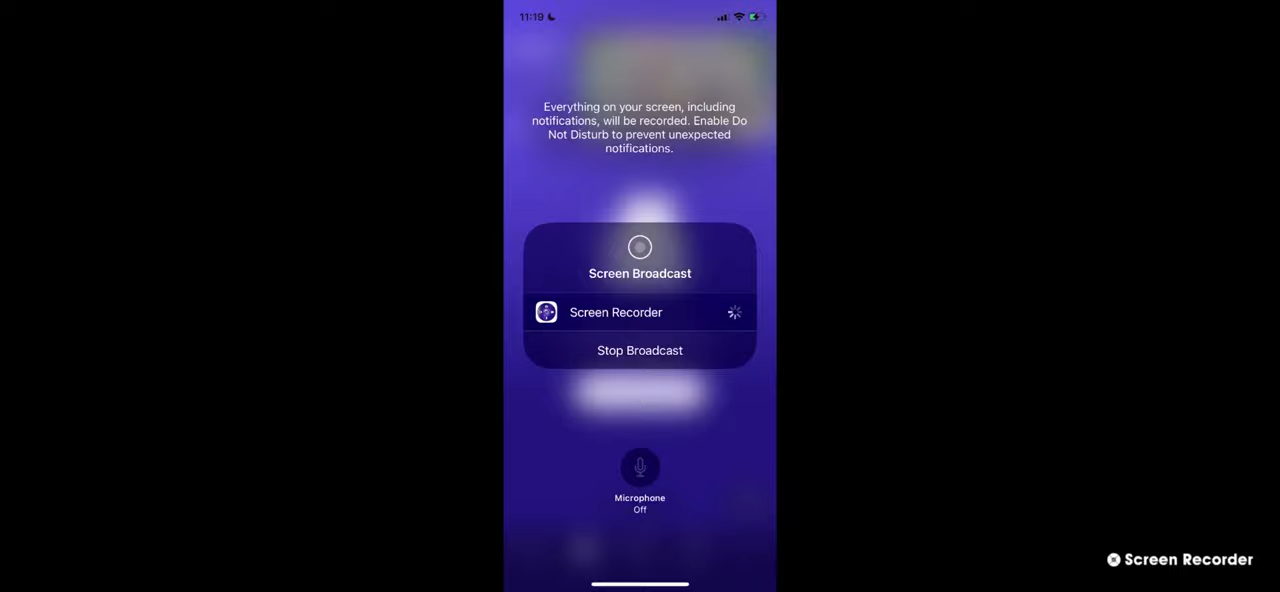 11:19
Everything on your screen, including
notifications, will be recorded. Enable Do
Not Disturb to prevent unexpected
notifications.
Screen Broadcast
Screen Recorder
Stop Broadcast
Microphone
Off
Screen Recorder